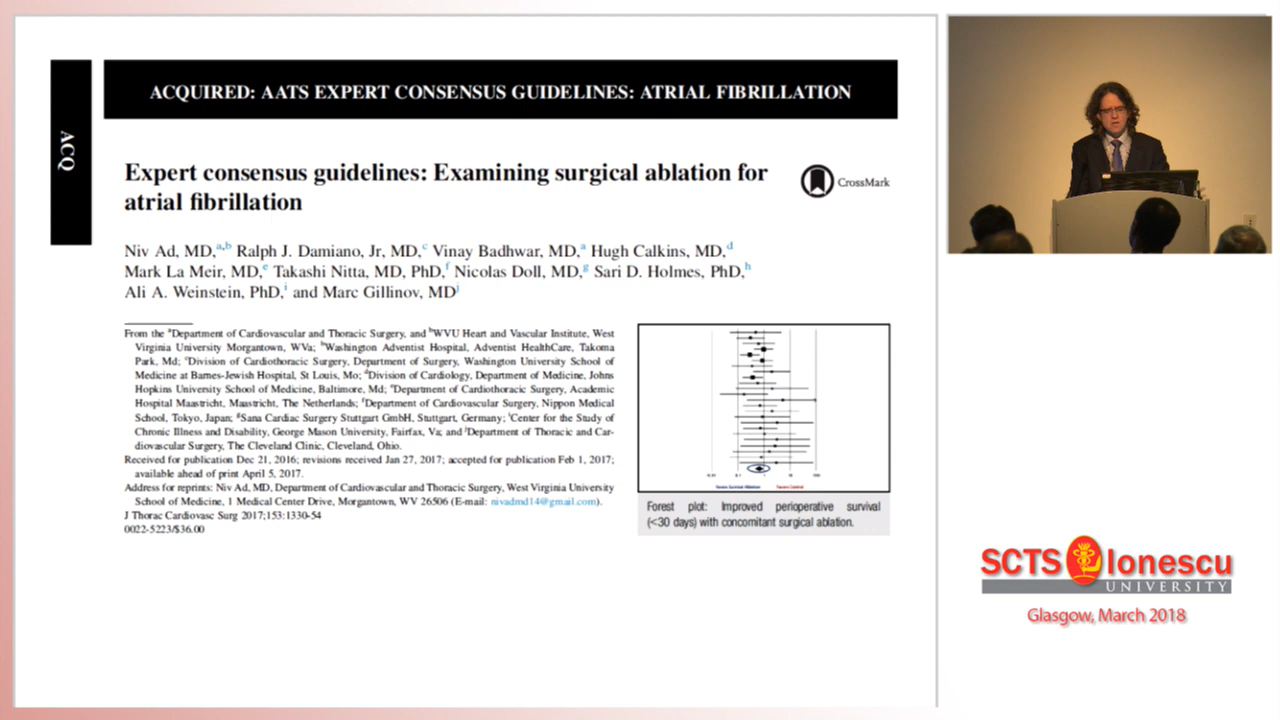 ACQUIRED: AATS EXPERT CONSENSUS GUIDELINES: ATRIAL FIBRILLATION
ACQ
Expert consensus guidelines: Examining surgical ablation for
atrial fibrillation
CrossMark
Niv Ad, MD,a,b Ralph J. Damiano, Jr, MD,c Vinay Badhwar, MD,a Hugh Calkins, MD,d
Mark La Meir, MD,e Takashi Nitta, MD, PhD,f Nicolas Doll, MD,g Sari D. Holmes, PhD,h
Ali A. Weinstein, PhD,i and Marc Gillinov, MDj
From the aDepartment of Cardiovascular and Thoracic Surgery, and bWVU Heart and Vascular Institute, West
Virginia University Morgantown, WVa; hWashington Adventist Hospital, Adventist HealthCare, Takoma
Park, Md; cDivision of Cardiothoracic Surgery, Department of Surgery, Washington University School of
Medicine at Barnes-Jewish Hospital, St Louis, Mo; dDivision of Cardiology, Department of Medicine, Johns
Hopkins University School of Medicine, Baltimore, Md; eDepartment of Cardiothoracic Surgery, Academic
Hospital Maastricht, Maastricht, The Netherlands; fDepartment of Cardiovascular Surgery, Nippon Medical
School, Tokyo, Japan; gSana Cardiac Surgery Stuttgart GmbH, Stuttgart, Germany; iCenter for the Study of
Chronic Illness and Disability, George Mason University, Fairfax, Va; and jDepartment of Thoracic and Car-
diovascular Surgery, The Cleveland Clinic, Cleveland, Ohio.
Received for publication Dec 21, 2016; revisions received Jan 27, 2017; accepted for publication Feb 1, 2017;
available ahead of print April 5, 2017.
Address for reprints: Niv Ad, MD, Department of Cardiovascular and Thoracic Surgery, West Virginia University
School of Medicine, 1 Medical Center Drive, Morgantown, WV 26506 (E-mail: nivadmd14@gmail.com).
J Thorac Cardiovasc Surg 2017;153:1330-54
0022-5223/$36.00
Forest plot: Improved perioperative survival
(<30 days) with concomitant surgical ablation.
SCTS Ionescu
UNIVERSITY
Glasgow, March 2018